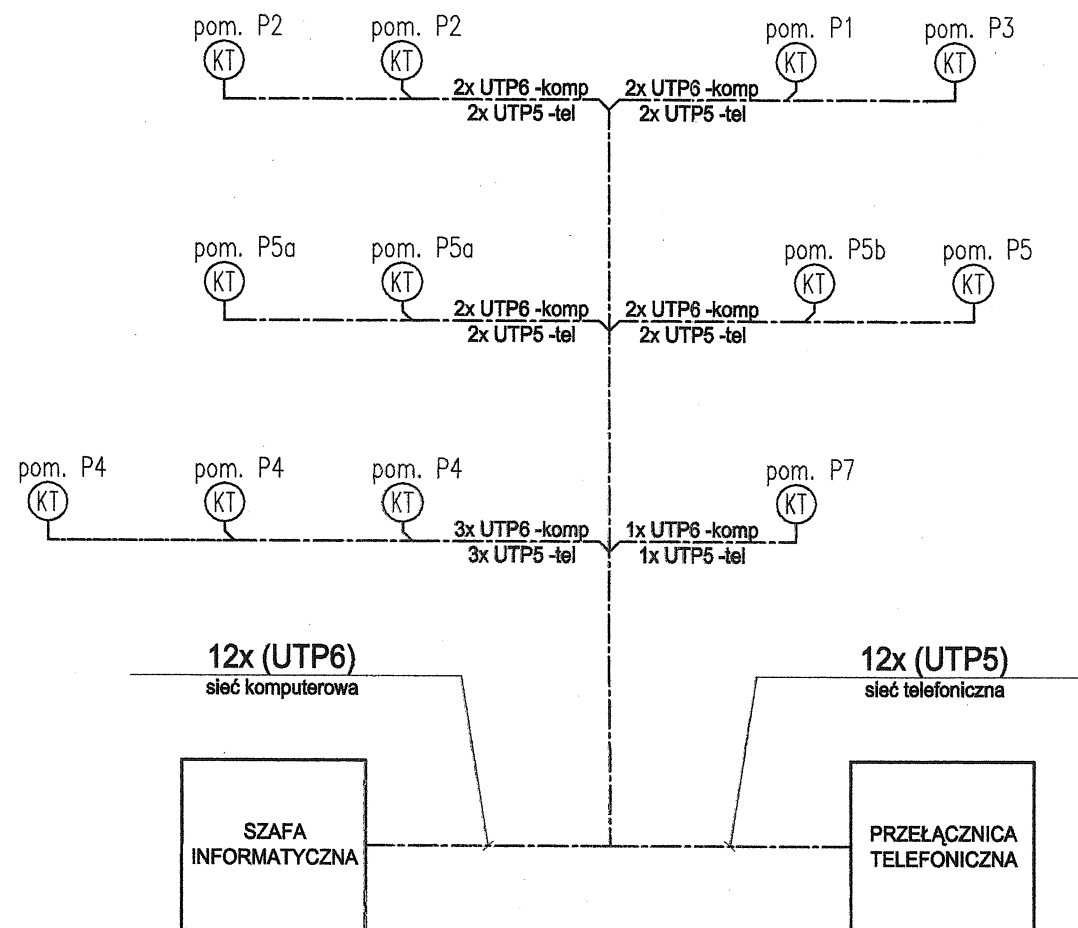 pom. P2
pom. P2
pom. P1
pom. P3
KT
KT
KT
KT
2x UTP6 -komp
2x UTP6 -komp
2x UTP5 -tel
2x UTP5 -tel
pom. P5a
pom. P5a
pom. P5b
pom. P5
KT
KT
KT
KT
2x UTP6 -komp
2x UTP6 -komp
2x UTP5 -tel
2x UTP5 -tel
pom. P4
pom. P4
pom. P4
pom. P7
KT
KT
KT
KT
3x UTP6 -komp
1x UTP6 -komp
3x UTP5 -tel
1x UTP5 -tel
12x (UTP6)
sieć komputerowa
12x (UTP5)
sieć telefoniczna
SZAFA
INFORMATYCZNA
PRZEŁĄCZNICA
TELEFONICZNA